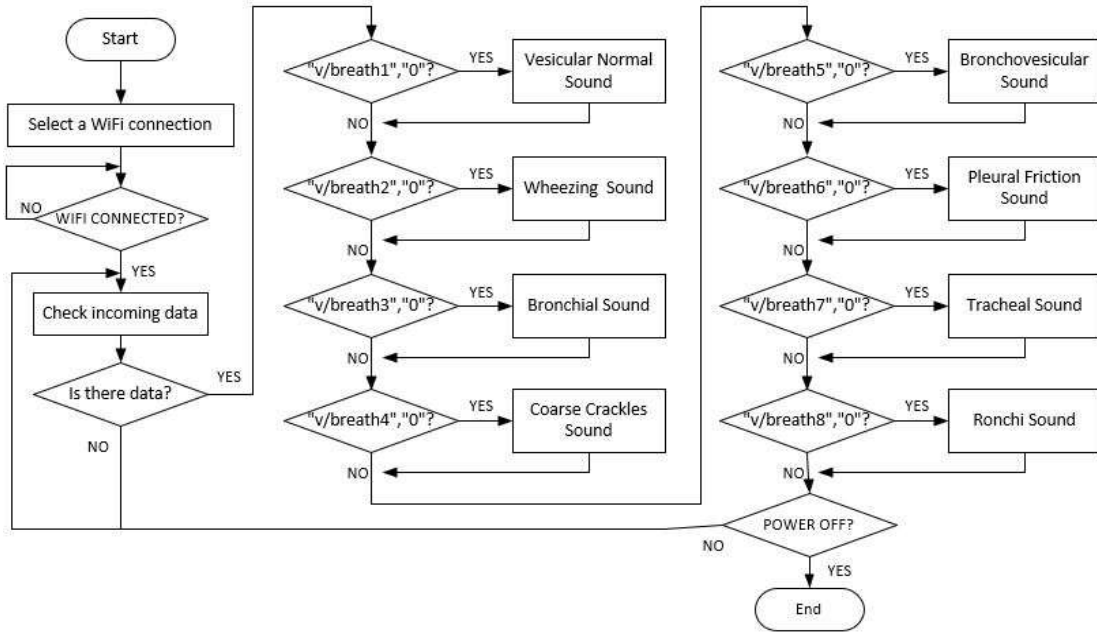 Start
Select a WiFi connection
NO
WIFI CONNECTED?
YES
Check incoming data
Is there data?
YES
NO
"v/breath1","0"?
YES
Vesicular Normal
Sound
NO
"v/breath2","0"?
YES
Wheezing Sound
NO
"v/breath3","0"?
YES
Bronchial Sound
NO
"v/breath4","0"?
YES
Coarse Crackles
Sound
NO
"v/breath5","0"?
YES
Bronchovesicular
Sound
NO
"v/breath6","0"?
YES
Pleural Friction
Sound
NO
"v/breath7","0"?
YES
Tracheal Sound
NO
"v/breath8","0"?
YES
Ronchi Sound
NO
POWER OFF?
NO
YES
End